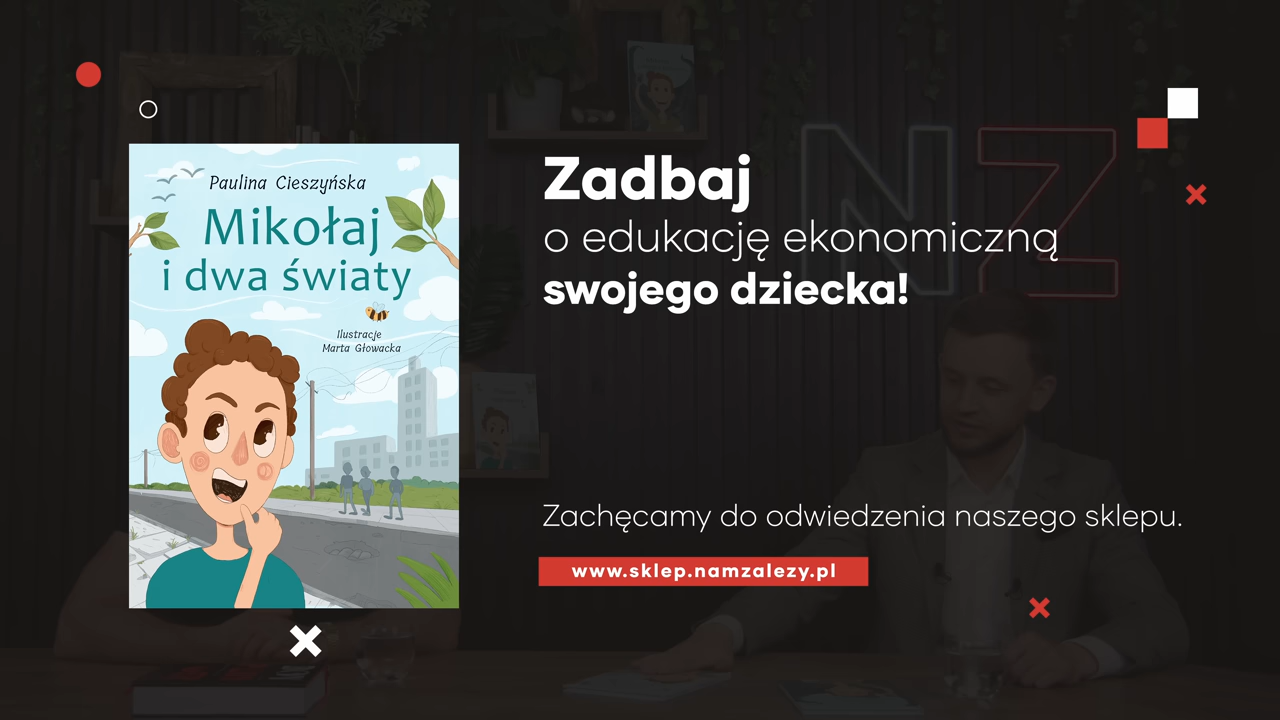 Paulina Cieszyńska
Mikołaj
i dwa światy
Ilustracje
Marta Głowacka
Zadbaj
o edukację ekonomiczną
swojego dziecka!
NZ
Zachęcamy do odwiedzenia naszego sklepu.
www.sklep.namzalezy.pl